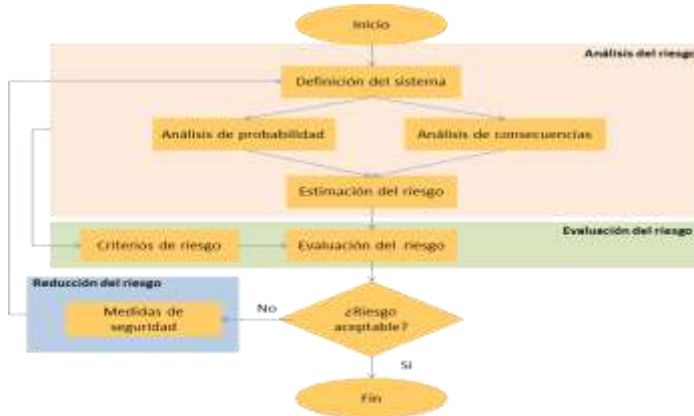 Inicio
Análisis del riesgo
Definición del sistema
Análisis de probabilidad
Análisis de consecuencias
Estimación del riesgo
Evaluación del riesgo
Criterios de riesgo
Evaluación del riesgo
Reducción del riesgo
Medidas de
seguridad
No
¿Riesgo
aceptable?
Si
Fin